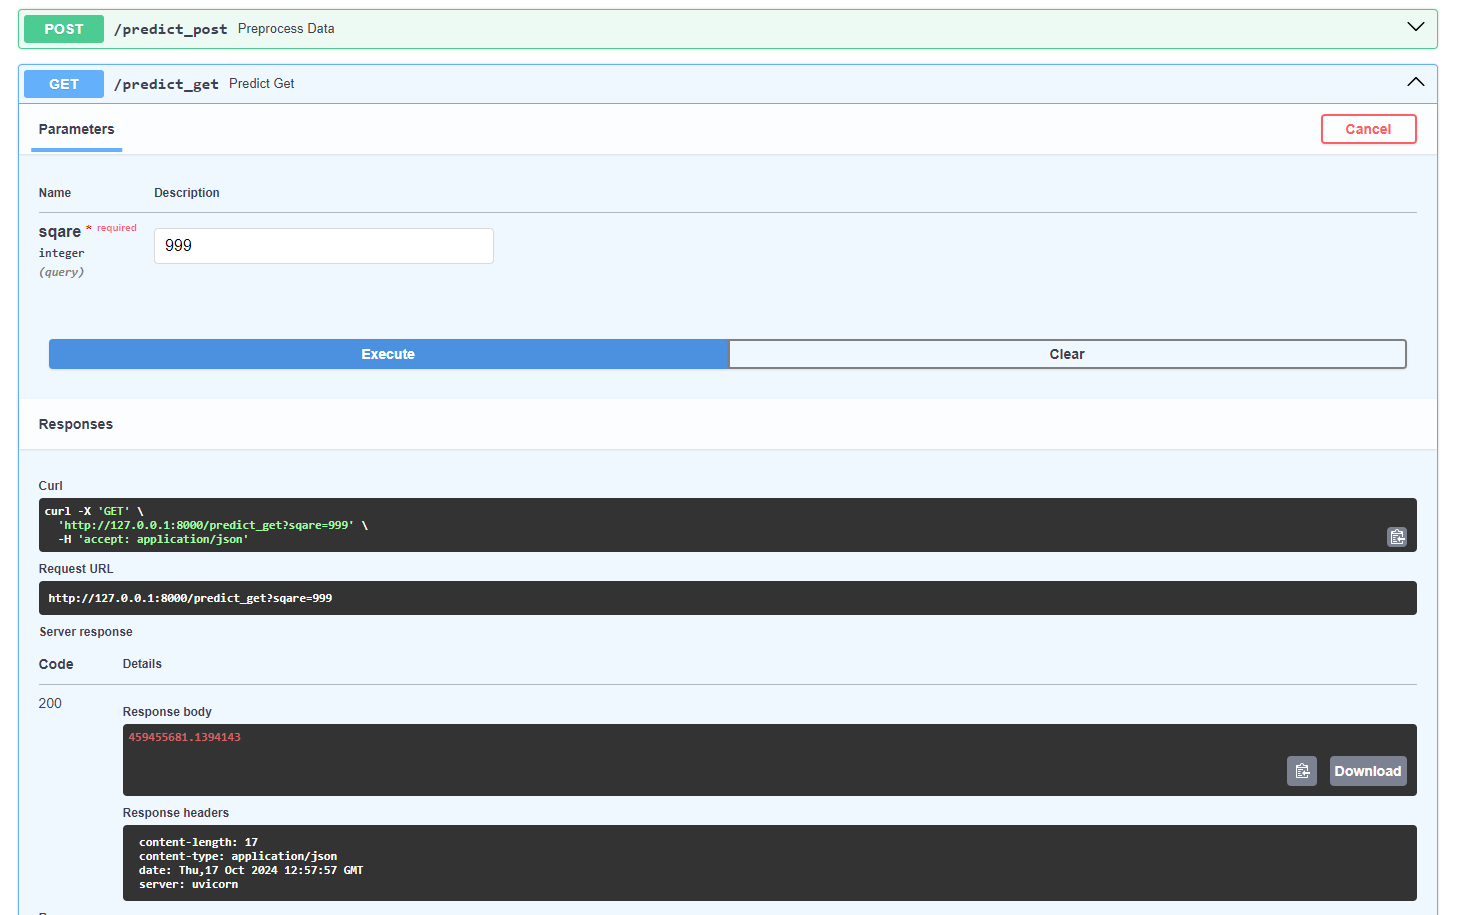 POST /predict_post Preprocess Data
GET /predict_get Predict Get
Parameters
Cancel
Name Description
sqare * required
integer
(query)
999
Execute Clear
Responses
Curl
curl -X 'GET' \
'http://127.0.0.1:8000/predict_get?sqare=999' \
-H 'accept: application/json'
Request URL
http://127.0.0.1:8000/predict_get?sqare=999
Server response
Code Details
200
Response body
459455681.1394143
Download
Response headers
content-length: 17
content-type: application/json
date: Thu,17 Oct 2024 12:57:57 GMT
server: uvicorn